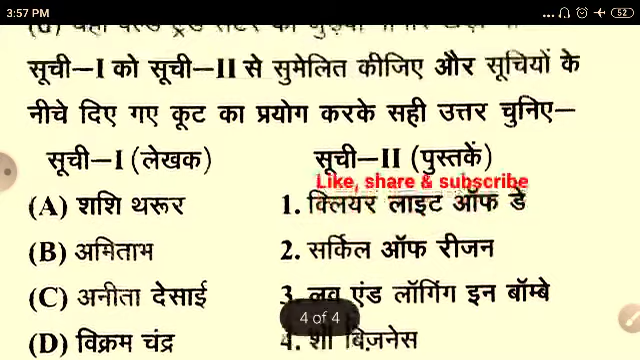 3:57 PM 52
सूची–I को सूची–II से सुमेलित कीजिए और सूचियों के
नीचे दिए गए कूट का प्रयोग करके सही उत्तर चुनिए–
सूची–I (लेखक) सूची–II (पुस्तकें)
Like, share & subscribe
(A) शशि थरूर 1. क्लियर लाइट ऑफ डे
(B) अमिताभ 2. सर्किल ऑफ रीजन
(C) अनीता देसाई 3. लव एंड लॉगिंग इन बॉम्बे
4 of 4
(D) विक्रम चंद्र 4. शो बिज़नेस